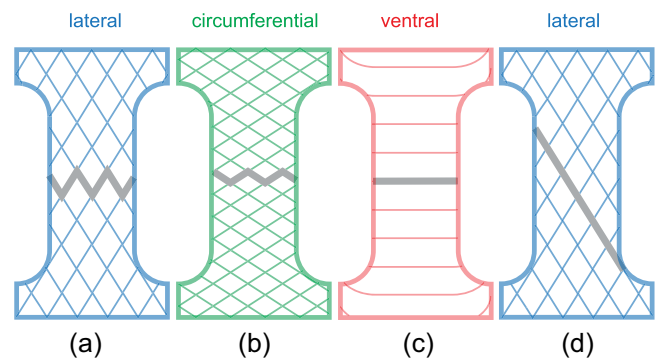 lateral circumferential ventral lateral
(a) (b) (c) (d)